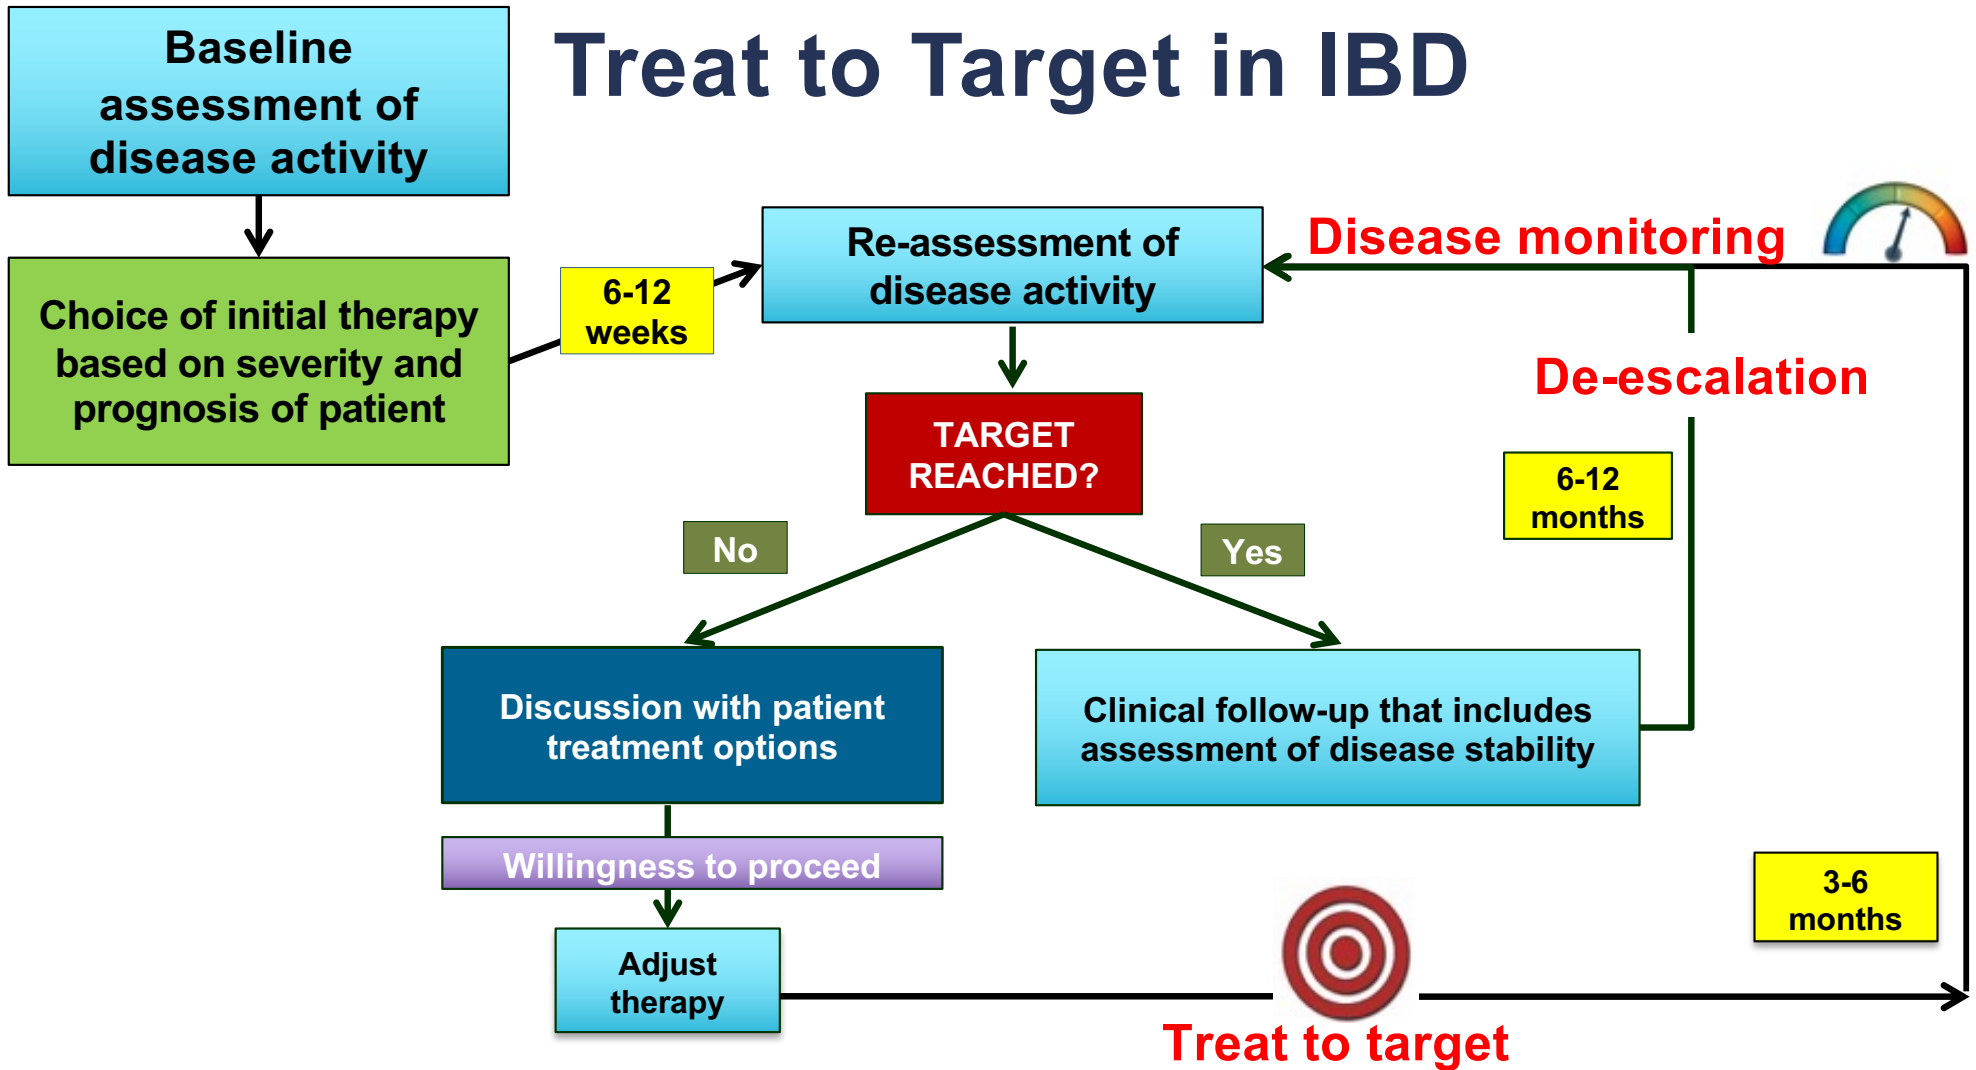 Treat to Target in IBD
Baseline
assessment of
disease activity
Choice of initial therapy
based on severity and
prognosis of patient
6-12
weeks
Re-assessment of
disease activity
Disease monitoring
De-escalation
TARGET
REACHED?
6-12
months
No
Yes
Discussion with patient
treatment options
Clinical follow-up that includes
assessment of disease stability
Willingness to proceed
Adjust
therapy
3-6
months
Treat to target